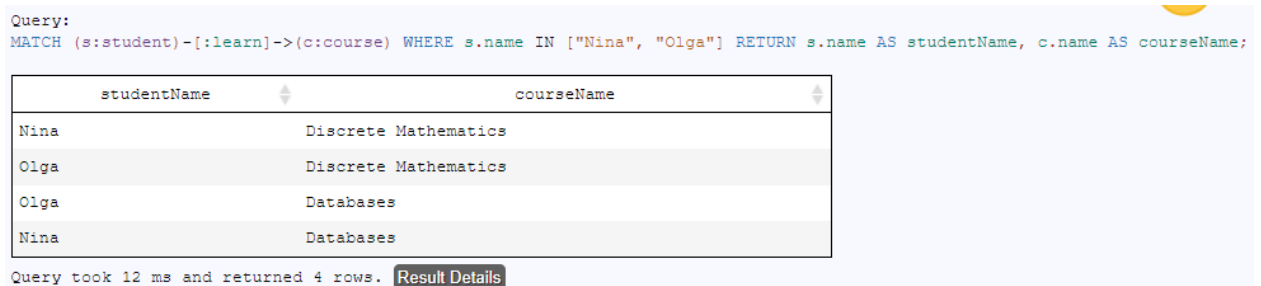 Query:
MATCH (s:student)-[:learn]->(c:course) WHERE s.name IN ["Nina", "Olga"] RETURN s.name AS studentName, c.name AS courseName;
studentName courseName
Nina Discrete Mathematics
Olga Discrete Mathematics
Olga Databases
Nina Databases
Query took 12 ms and returned 4 rows. Result Details